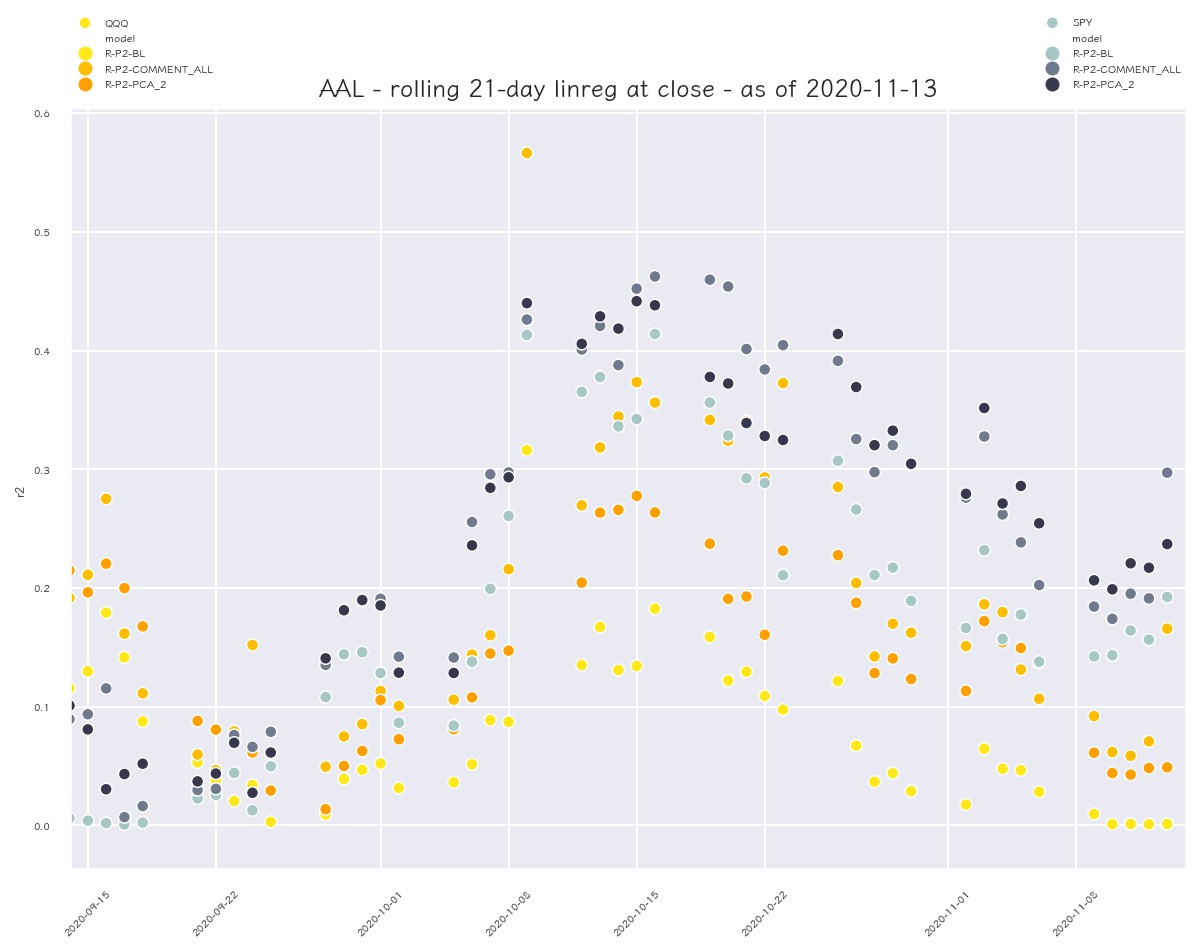 QQQ
model
R-P2-BL
R-P2-COMMENT_ALL
R-P2-PCA_2
SPY
model
R-P2-BL
R-P2-COMMENT_ALL
R-P2-PCA_2
AAL - rolling 21-day linreg at close - as of 2020-11-13
0.6
0.5
0.4
0.3
r2
0.2
0.1
0.0
2020-09-15
2020-09-22
2020-10-01
2020-10-08
2020-10-15
2020-10-22
2020-11-01
2020-11-08